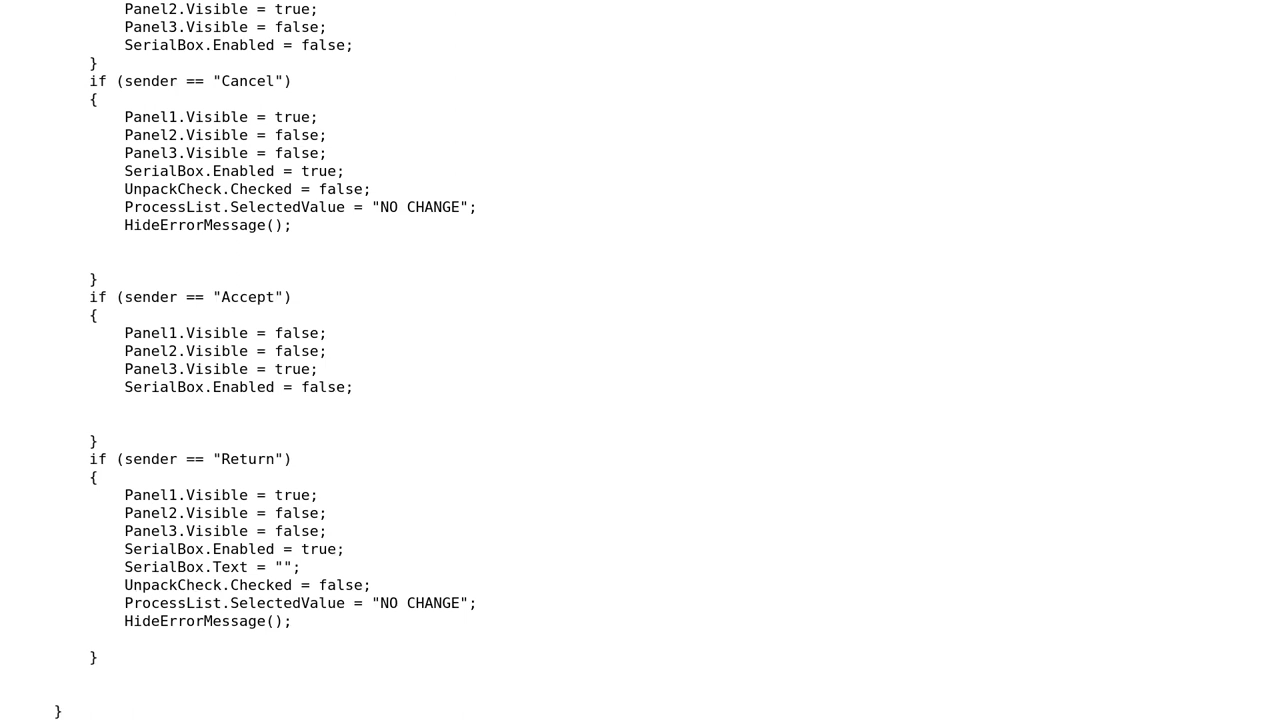 Panel2.Visible = true;
Panel3.Visible = false;
SerialBox.Enabled = false;
}
if (sender == "Cancel")
{
Panel1.Visible = true;
Panel2.Visible = false;
Panel3.Visible = false;
SerialBox.Enabled = true;
UnpackCheck.Checked = false;
ProcessList.SelectedValue = "NO CHANGE";
HideErrorMessage();
}
if (sender == "Accept")
{
Panel1.Visible = false;
Panel2.Visible = false;
Panel3.Visible = true;
SerialBox.Enabled = false;
}
if (sender == "Return")
{
Panel1.Visible = true;
Panel2.Visible = false;
Panel3.Visible = false;
SerialBox.Enabled = true;
SerialBox.Text = "";
UnpackCheck.Checked = false;
ProcessList.SelectedValue = "NO CHANGE";
HideErrorMessage();
}
}